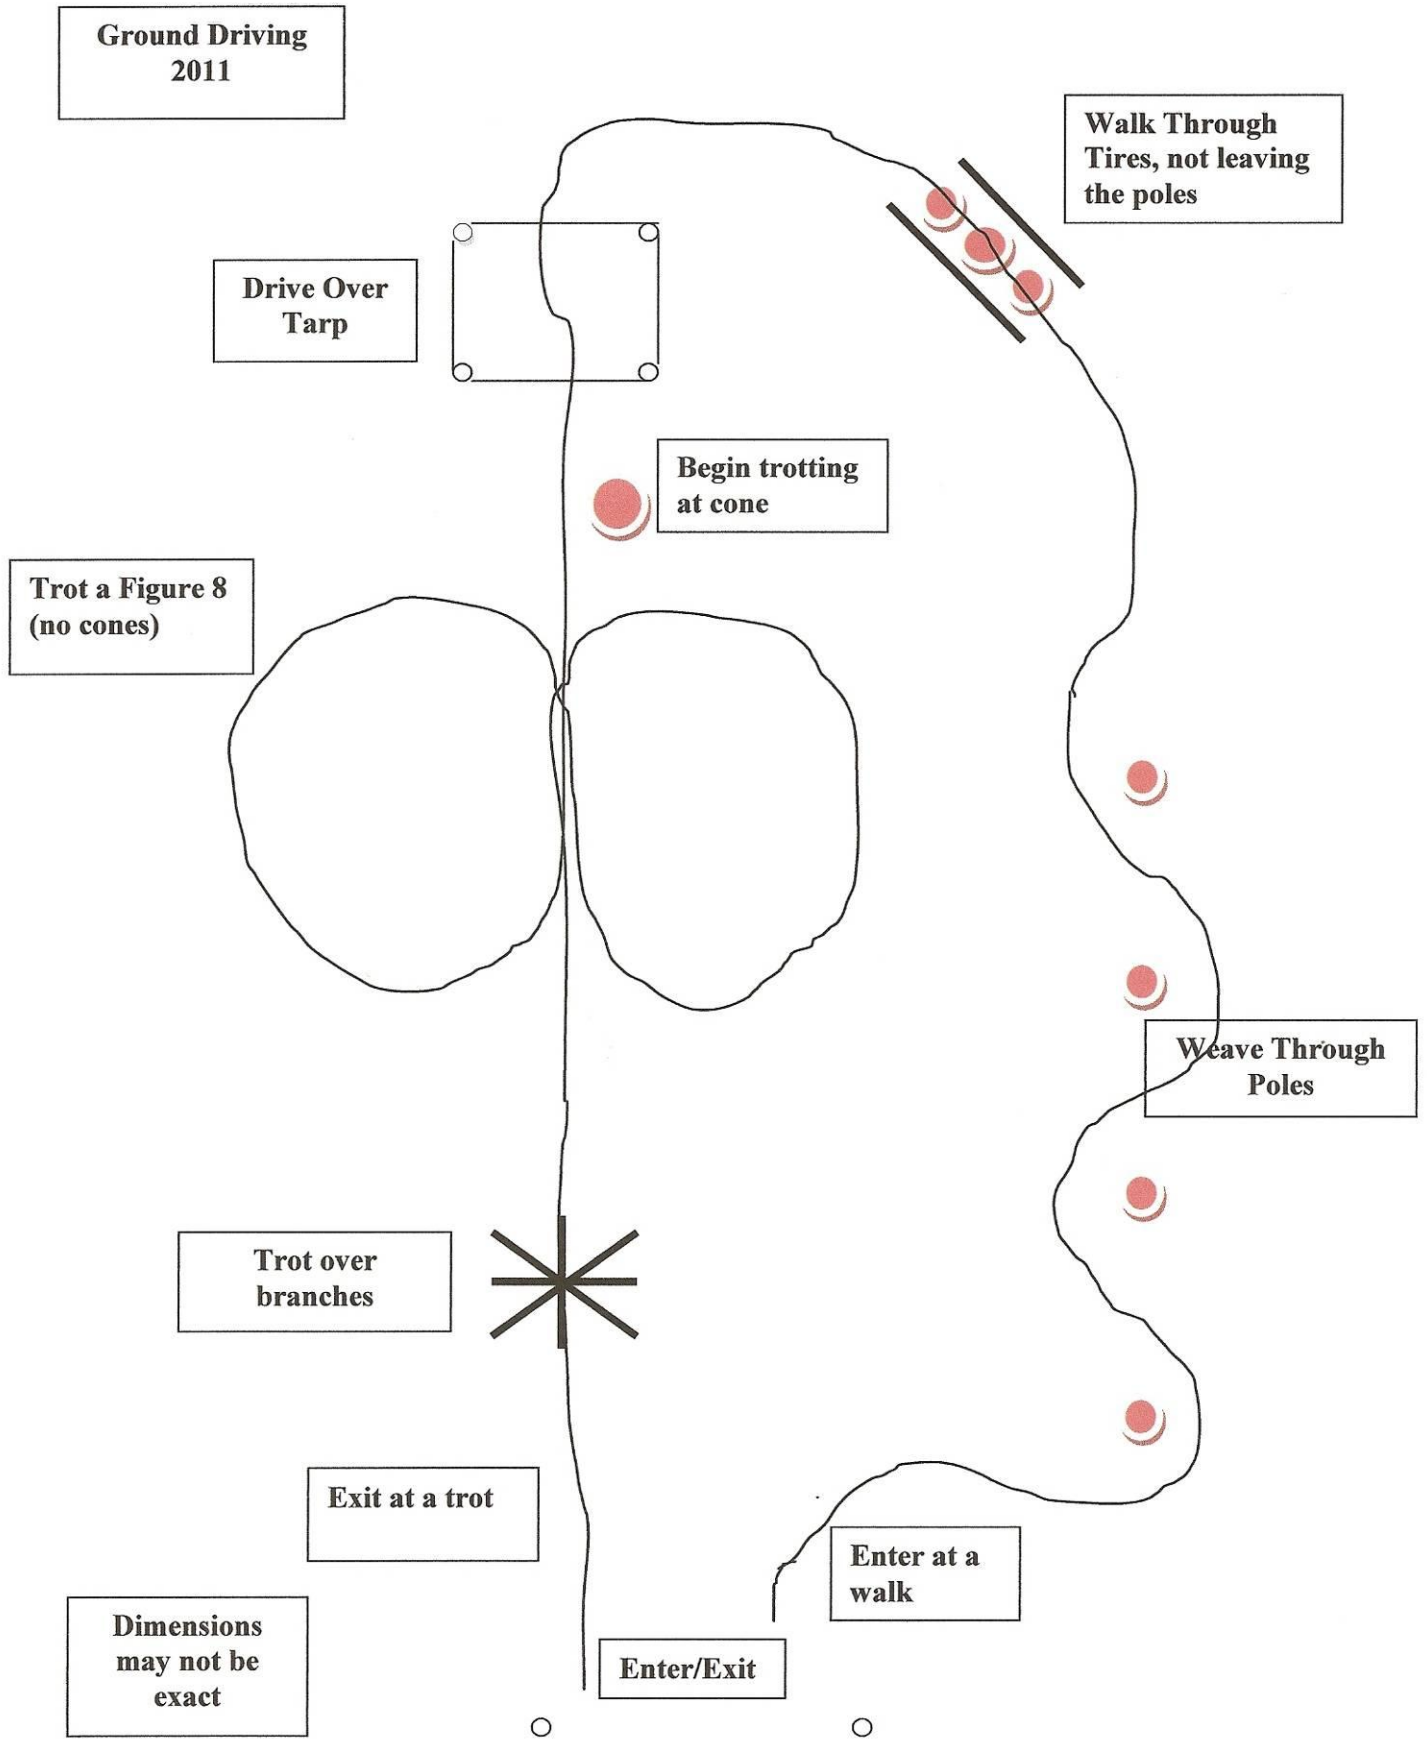 Ground Driving
2011
Walk Through
Tires, not leaving
the poles
Drive Over
Tarp
Begin trotting
at cone
Trot a Figure 8
(no cones)
Weave Through
Poles
Trot over
branches
Exit at a trot
Enter at a
walk
Dimensions
may not be
exact
Enter/Exit